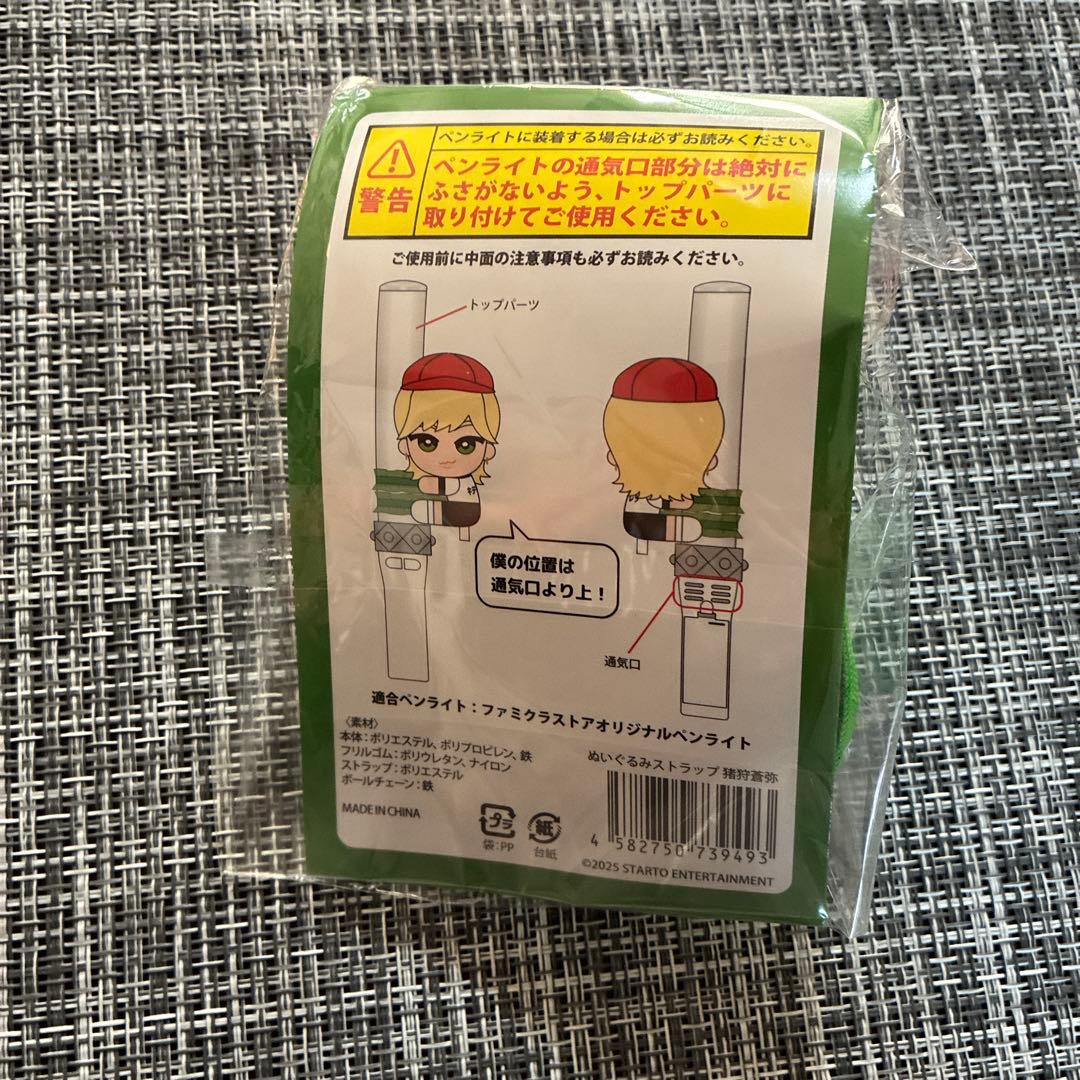 ペンライトに装着する場合は必ずお読みください。
警告
ペンライトの通気口部分は絶対に
ふさがないよう、トップパーツに
取り付けてご使用ください。
ご使用前に中面の注意事項も必ずお読みください。
トップパーツ
僕の位置は
通気口より上!
通気口
適合ペンライト:ファミクラストアオリジナルペンライト
〈素材〉
本体:ポリエステル、ポリプロピレン、鉄
フリルゴム:ポリウレタン、ナイロン
ストラップ:ポリエステル
ボールチェーン:鉄
MADE IN CHINA
プラ
袋:PP
紙
台紙
ぬいぐるみストラップ 猪狩蒼弥
4 582750 739493
©2025 STARTO ENTERTAINMENT